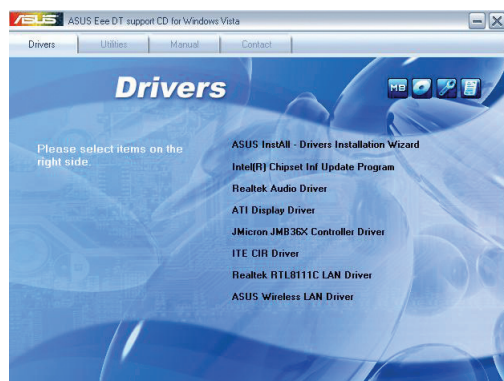 ASUS ASUS Eee DT support CD for Windows Vista
Drivers Utilities Manual Contact
Drivers
MB
Please select items on the
right side.
ASUS InstAll - Drivers Installation Wizard
Intel(R) Chipset Inf Update Program
Realtek Audio Driver
ATI Display Driver
JMicron JMB36X Controller Driver
ITE CIR Driver
Realtek RTL8111C LAN Driver
ASUS Wireless LAN Driver